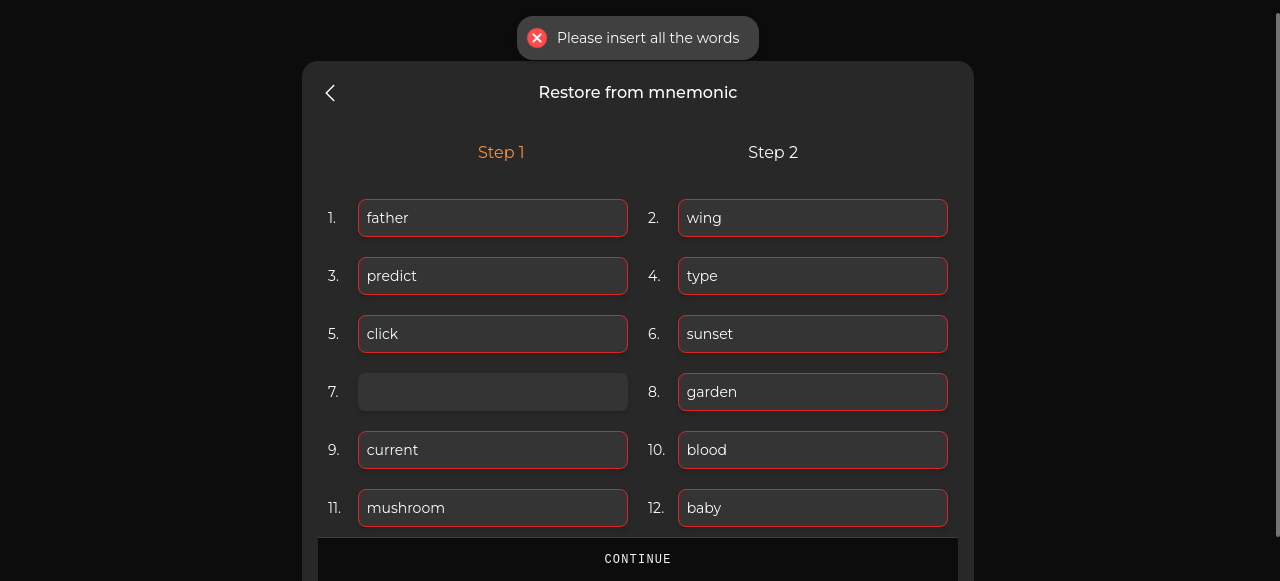 Please insert all the words
Restore from mnemonic
Step 1 Step 2
1. father 2. wing
3. predict 4. type
5. click 6. sunset
7. 8. garden
9. current 10. blood
11. mushroom 12. baby
CONTINUE